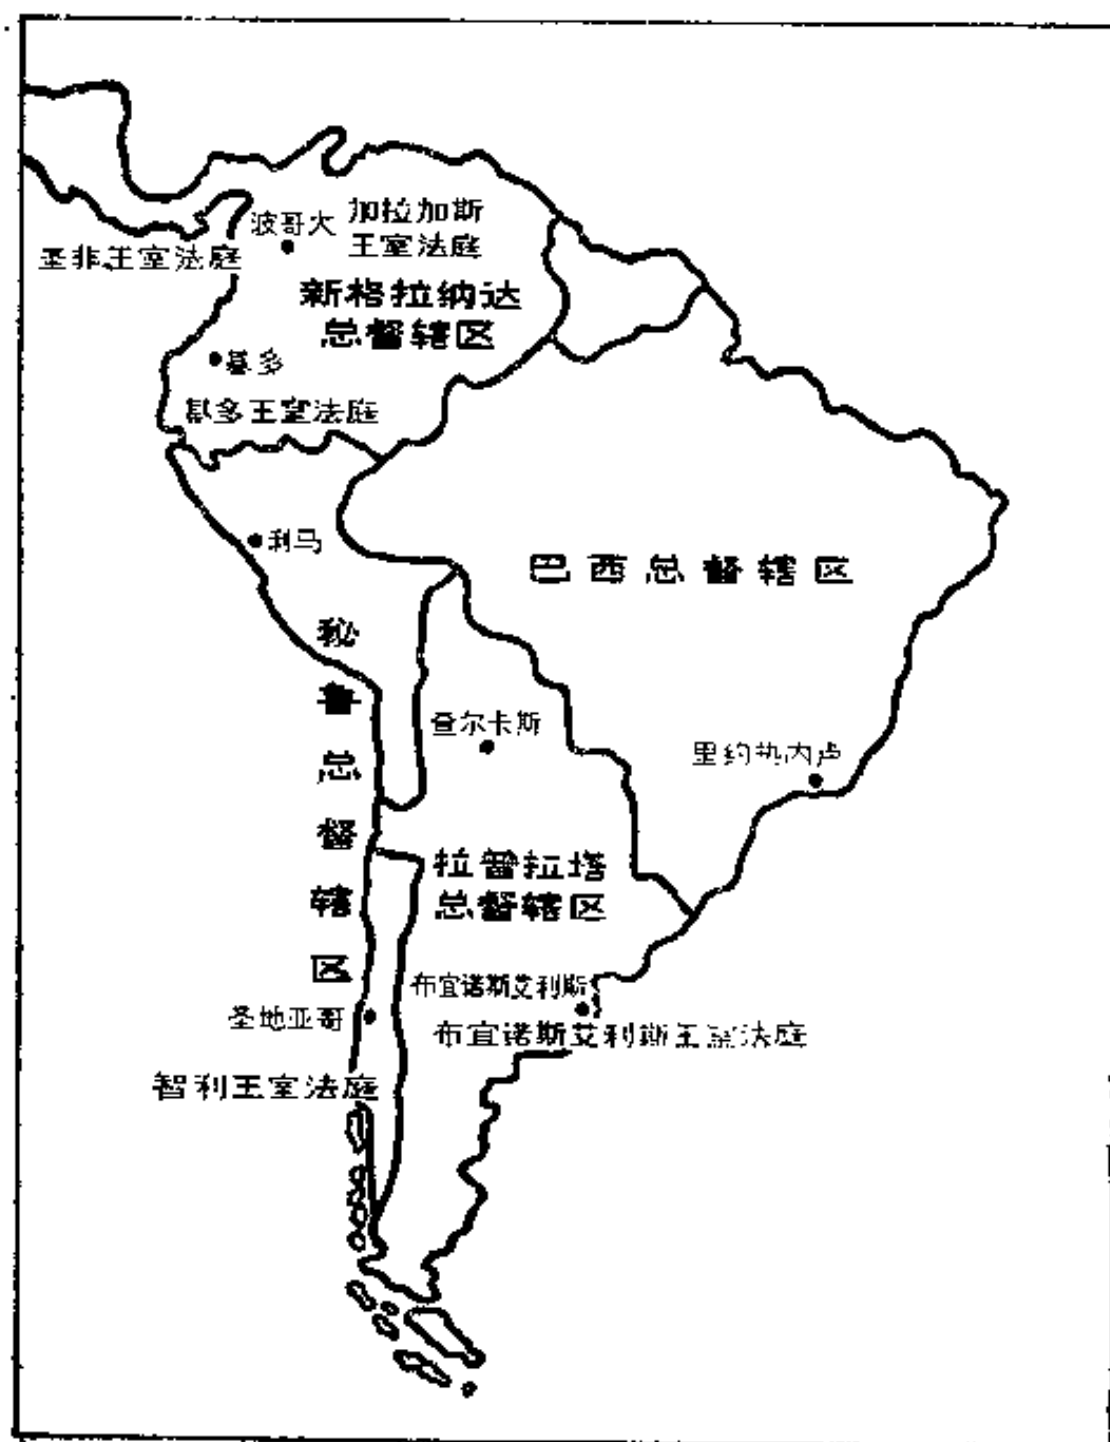 波哥大
加拉加斯
王室法庭
圣非王室法庭
新格拉纳达
总督辖区
基多
基多王室法庭
利马
巴西总督辖区
秘鲁总督辖区
查尔卡斯
里约热内卢
拉普拉塔
总督辖区
布宜诺斯艾利斯
圣地亚哥
布宜诺斯艾利斯王室法庭
智利王室法庭